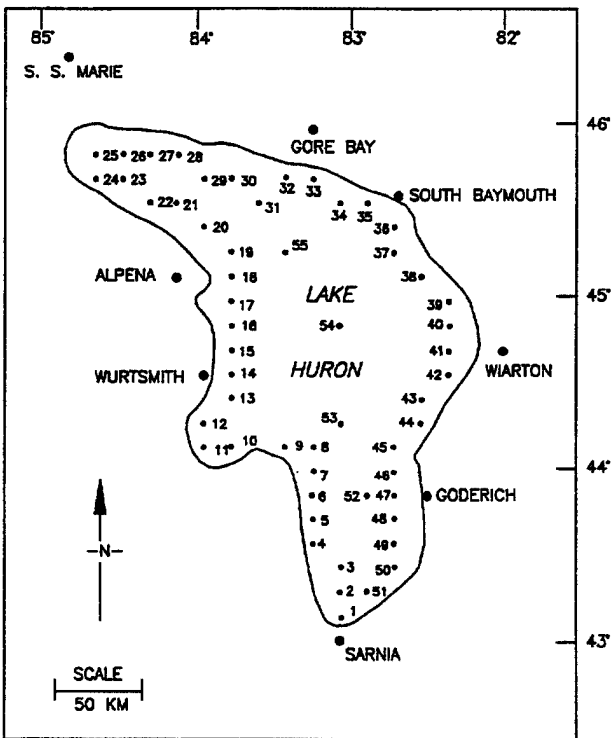 85° 84° 83° 82°
S. S. MARIE
46°
GORE BAY
25 26 27 28
24 23 29 30 32 33
SOUTH BAYMOUTH
22 21 31 34 35
20 36
19 55 37
ALPENA 18 38
LAKE 45°
17 39
16 54 40
15 41
WIARTON
HURON
WURTSMITH 14 42
13 43
12 53 44
11 10 9 8 45
44°
7 46
6 52 47 GODERICH
5 48
4 49
-N-
3 50
2 51
1
43°
SARNIA
SCALE
50 KM